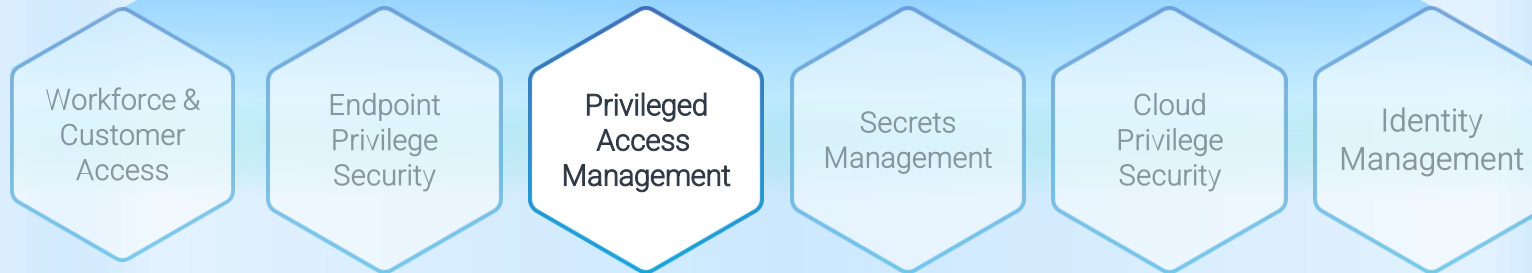 Workforce &
Customer
Access
Endpoint
Privilege
Security
Privileged
Access
Management
Secrets
Management
Cloud
Privilege
Security
Identity
Management